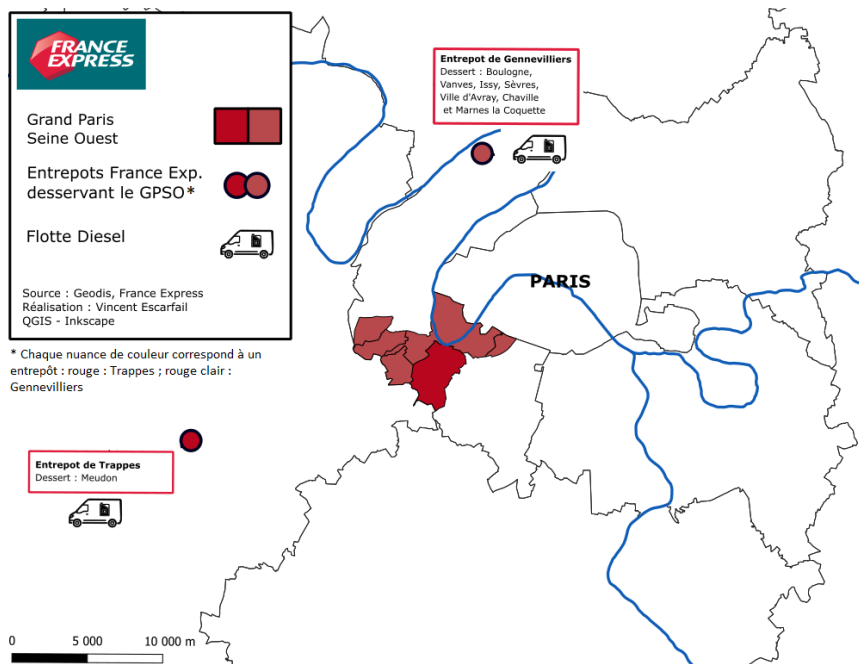 FRANCE
EXPRESS
Grand Paris
Seine Ouest
Entrepots France Exp.
desservant le GPSO*
Flotte Diesel
Source : Geodis, France Express
Réalisation : Vincent Escarfail
QGIS - Inkscape
* Chaque nuance de couleur correspond à un
entrepôt : rouge : Trappes ; rouge clair :
Gennevilliers
Entrepot de Gennevilliers
Dessert : Boulogne,
Vanves, Issy, Sèvres,
Ville d'Avray, Chaville
et Marnes la Coquette
PARIS
Entrepot de Trappes
Dessert : Meudon
0 5 000 10 000 m